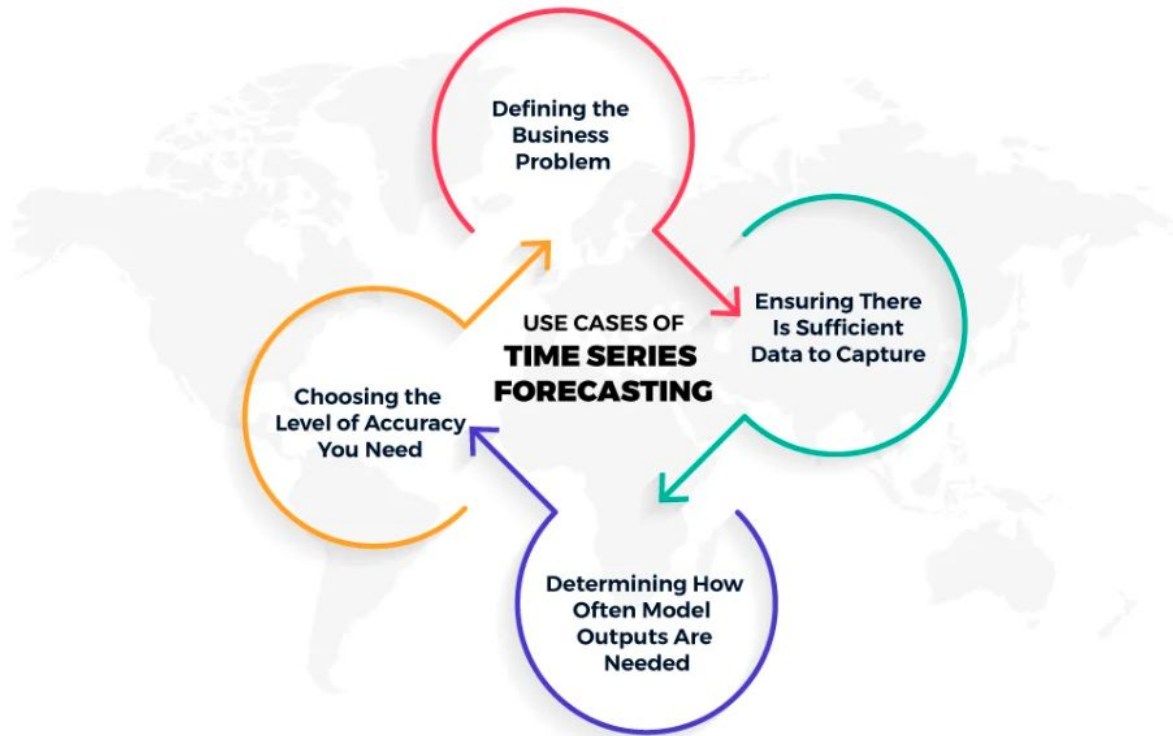 Defining the
Business
Problem
Ensuring There
Is Sufficient
Data to Capture
USE CASES OF
TIME SERIES
FORECASTING
Choosing the
Level of Accuracy
You Need
Determining How
Often Model
Outputs Are
Needed